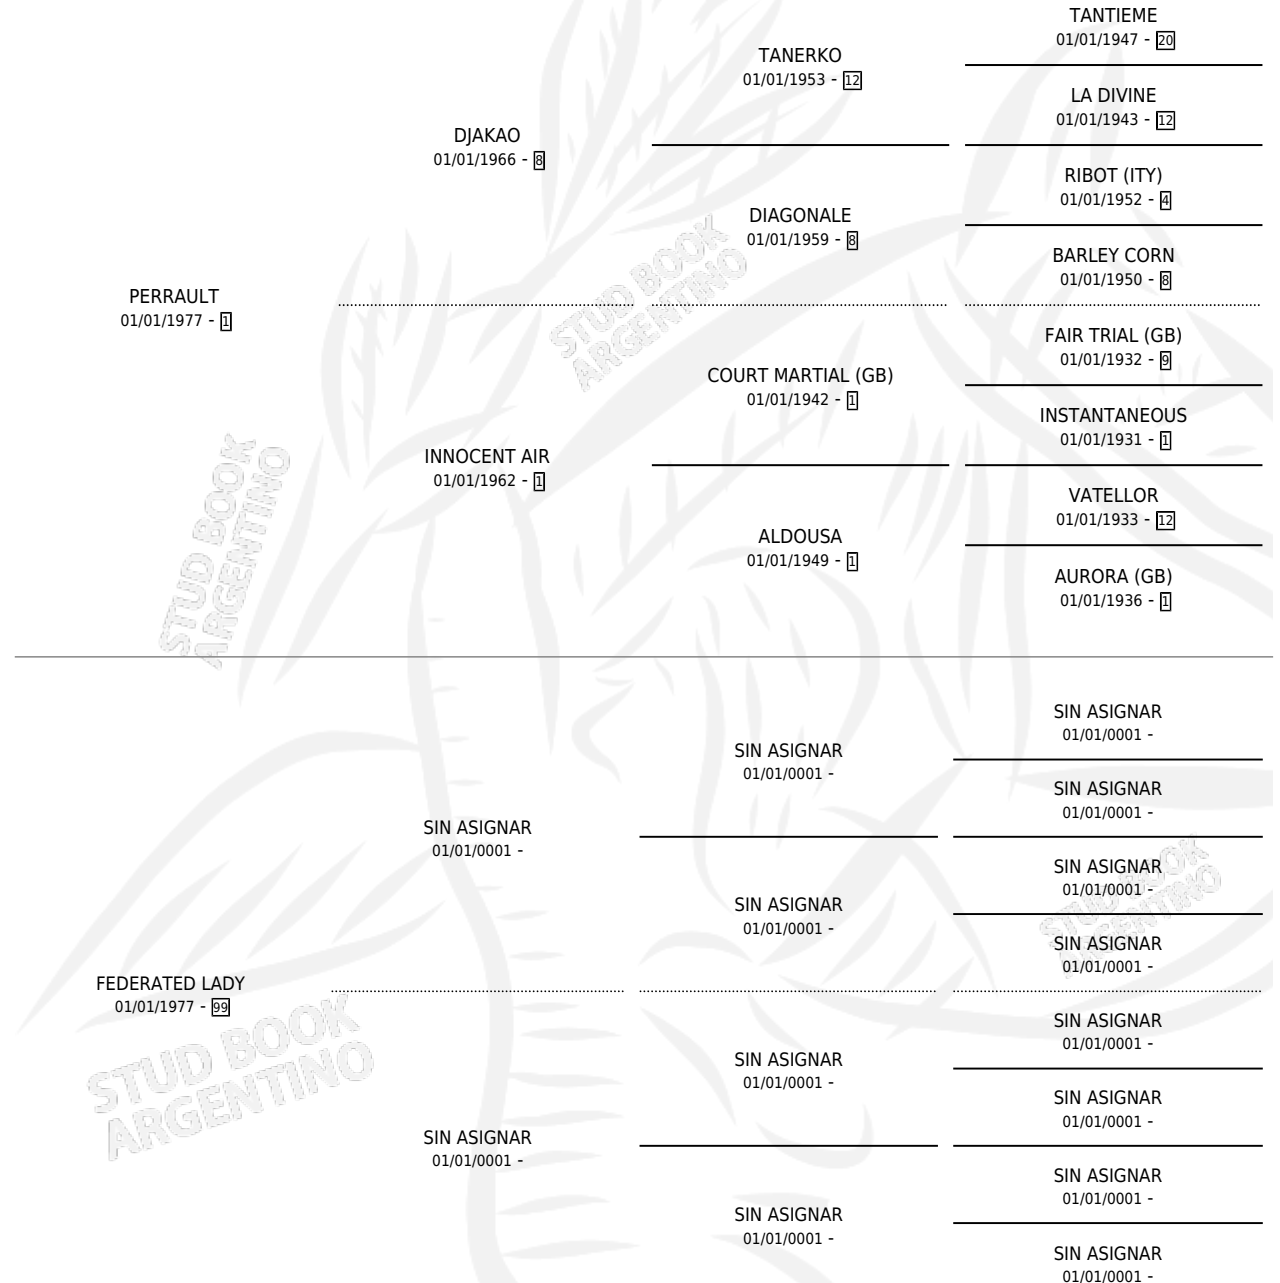 TANTIEME
01/01/1947 - 20
TANERKO
01/01/1953 - 12
LA DIVINE
01/01/1943 - 12
DJAKAO
01/01/1966 - 8
RIBOT (ITY)
01/01/1952 - 4
DIAGONALE
01/01/1959 - 8
BARLEY CORN
01/01/1950 - 8
PERRAULT
01/01/1977 - 1
FAIR TRIAL (GB)
01/01/1932 - 9
COURT MARTIAL (GB)
01/01/1942 - 1
INSTANTANEOUS
01/01/1931 - 1
INNOCENT AIR
01/01/1962 - 1
VATELLOR
01/01/1933 - 12
ALDOUSA
01/01/1949 - 1
AURORA (GB)
01/01/1936 - 1
STUD BOOK
ARGENTINO
STUD BOOK
ARGENTINO
SIN ASIGNAR
01/01/0001 -
SIN ASIGNAR
01/01/0001 -
SIN ASIGNAR
01/01/0001 -
SIN ASIGNAR
01/01/0001 -
SIN ASIGNAR
01/01/0001 -
SIN ASIGNAR
01/01/0001 -
SIN ASIGNAR
01/01/0001 -
FEDERATED LADY
01/01/1977 - 99
SIN ASIGNAR
01/01/0001 -
SIN ASIGNAR
01/01/0001 -
SIN ASIGNAR
01/01/0001 -
SIN ASIGNAR
01/01/0001 -
SIN ASIGNAR
01/01/0001 -
SIN ASIGNAR
01/01/0001 -
SIN ASIGNAR
01/01/0001 -
STUD BOOK
ARGENTINO
STUD BOOK
ARGENTINO